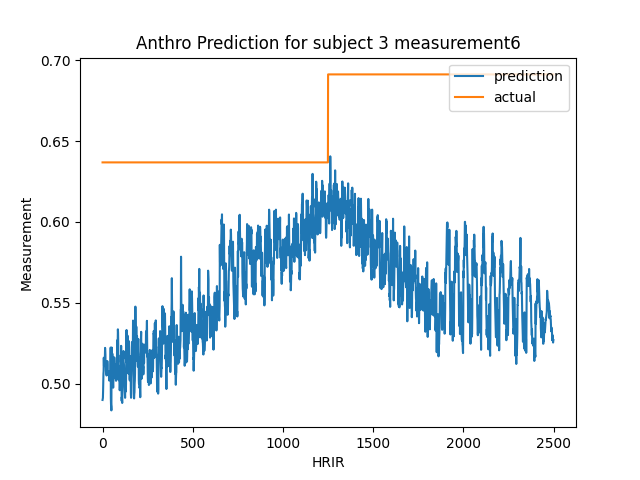 Anthro Prediction for subject 3 measurement6
prediction
actual
0.70
0.65
0.60
0.55
0.50
Measurement
0 500 1000 1500 2000 2500
HRIR